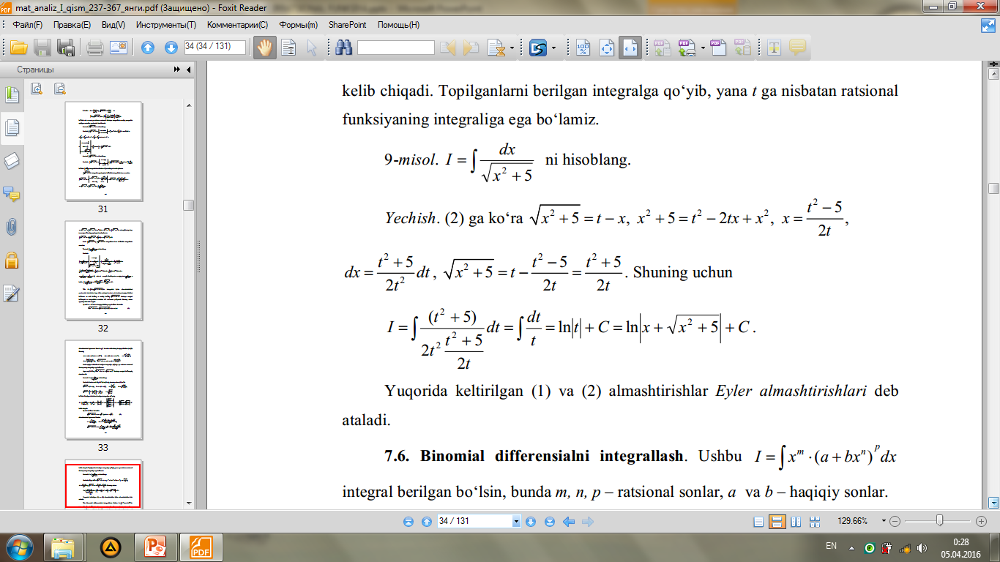 mat_analiz_I_qism_237-367_янги.pdf (Защищено) - Foxit Reader
Файл(F) Правка(E) Вид(V) Инструменты(T) Комментарии(C) Формы(m) SharePoint Помощь(H)
34 (34 / 131)
Страницы
31
32
33
kelib chiqadi. Topilganlarni berilgan integralga qo‘yib, yana t ga nisbatan ratsional
funksiyaning integraliga ega bo‘lamiz.
9-misol. I = ∫ dx / √(x² + 5) ni hisoblang.
Yechish. (2) ga ko‘ra √(x² + 5) = t − x, x² + 5 = t² − 2tx + x², x = (t² − 5) / 2t,
dx = (t² + 5) / 2t² dt, √(x² + 5) = t − (t² − 5) / 2t = (t² + 5) / 2t. Shuning uchun
I = ∫ (t² + 5) / (2t² (t² + 5) / 2t) dt = ∫ dt / t = ln|t| + C = ln|x + √(x² + 5)| + C.
Yuqorida keltirilgan (1) va (2) almashtirishlar Eyler almashtirishlari deb
ataladi.
7.6. Binomial differensialni integrallash. Ushbu I = ∫ xᵐ · (a + bxⁿ)ᵖ dx
integral berilgan bo‘lsin, bunda m, n, p – ratsional sonlar, a va b – haqiqiy sonlar.
34 / 131
129.66%
EN
0:28
05.04.2016